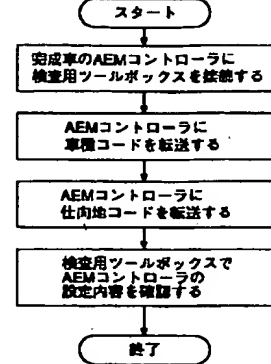 スタート
完成車のAEMコントローラに
検査用ツールボックスを接続する
AEMコントローラに
車種コードを転送する
AEMコントローラに
仕向地コードを転送する
検査用ツールボックスで
AEMコントローラの
設定内容を確認する
終了